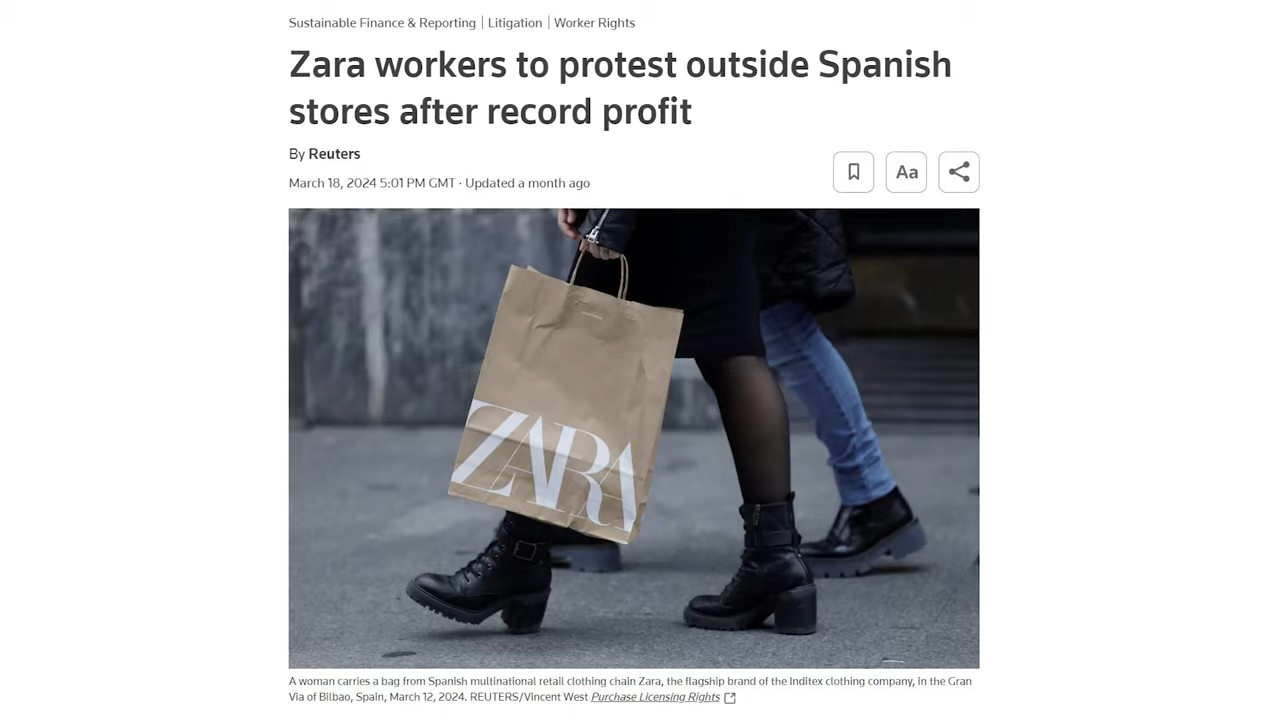 Sustainable Finance & Reporting | Litigation | Worker Rights
Zara workers to protest outside Spanish
stores after record profit
By Reuters
March 18, 2024 5:01 PM GMT · Updated a month ago
Aa
ZARA
A woman carries a bag from Spanish multinational retail clothing chain Zara, the flagship brand of the Inditex clothing company, in the Gran
Via of Bilbao, Spain, March 12, 2024. REUTERS/Vincent West Purchase Licensing Rights